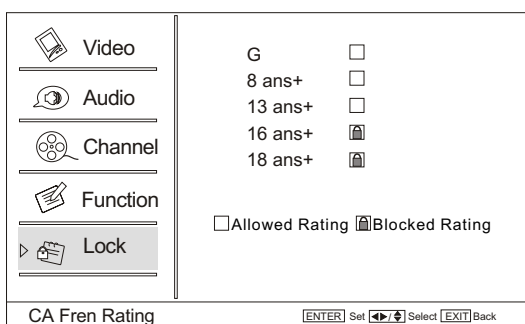 Video
Audio
Channel
Function
Lock
G
8 ans+
13 ans+
16 ans+
18 ans+
Allowed Rating Blocked Rating
CA Fren Rating
ENTER Set / Select EXIT Back